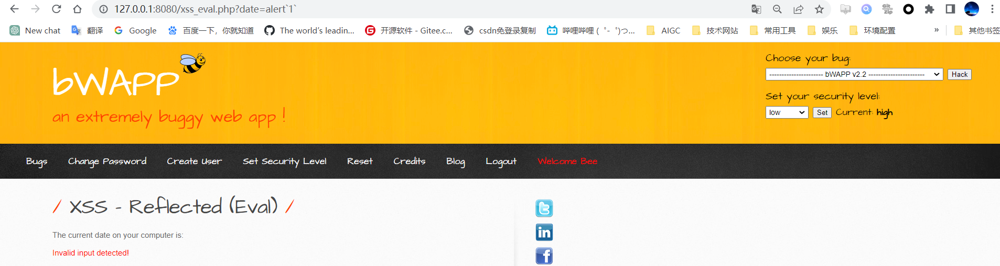 127.0.0.1:8080/xss_eval.php?date=alert`1`
New chat 翻译 Google 百度一下，你就知道 The world's leadin... 开源软件 - Gitee.c... csdn免登录复制 哔哩哔哩 (゜-゜)つ... AIGC 技术网站 常用工具 娱乐 环境配置 » 其他书签
bWAPP
an extremely buggy web app !
Choose your bug:
---------------------- bWAPP v2.2 ----------------------- Hack
Set your security level:
low Set Current: high
Bugs Change Password Create User Set Security Level Reset Credits Blog Logout Welcome Bee
/ XSS - Reflected (Eval) /
The current date on your computer is:
Invalid input detected!